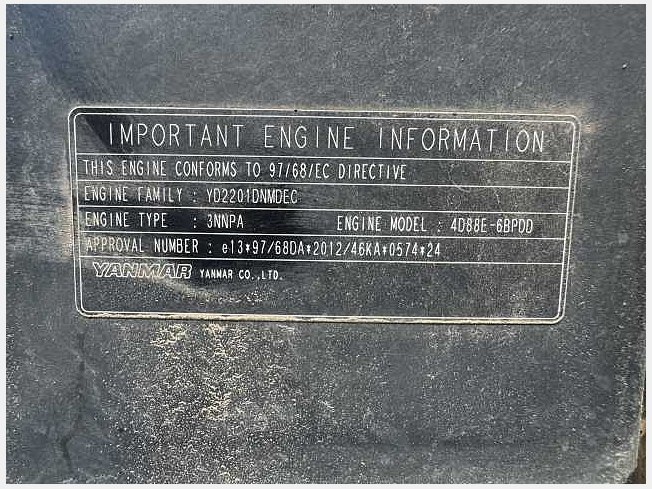 IMPORTANT ENGINE INFORMATION
THIS ENGINE CONFORMS TO 97/68/EC DIRECTIVE
ENGINE FAMILY : YD2201DNMDEC
ENGINE TYPE : 3NNPA ENGINE MODEL : 4D88E-6BPDD
APPROVAL NUMBER : e13*97/68DA*2012/46KA*0574*24
YANMAR YANMAR CO.,LTD.